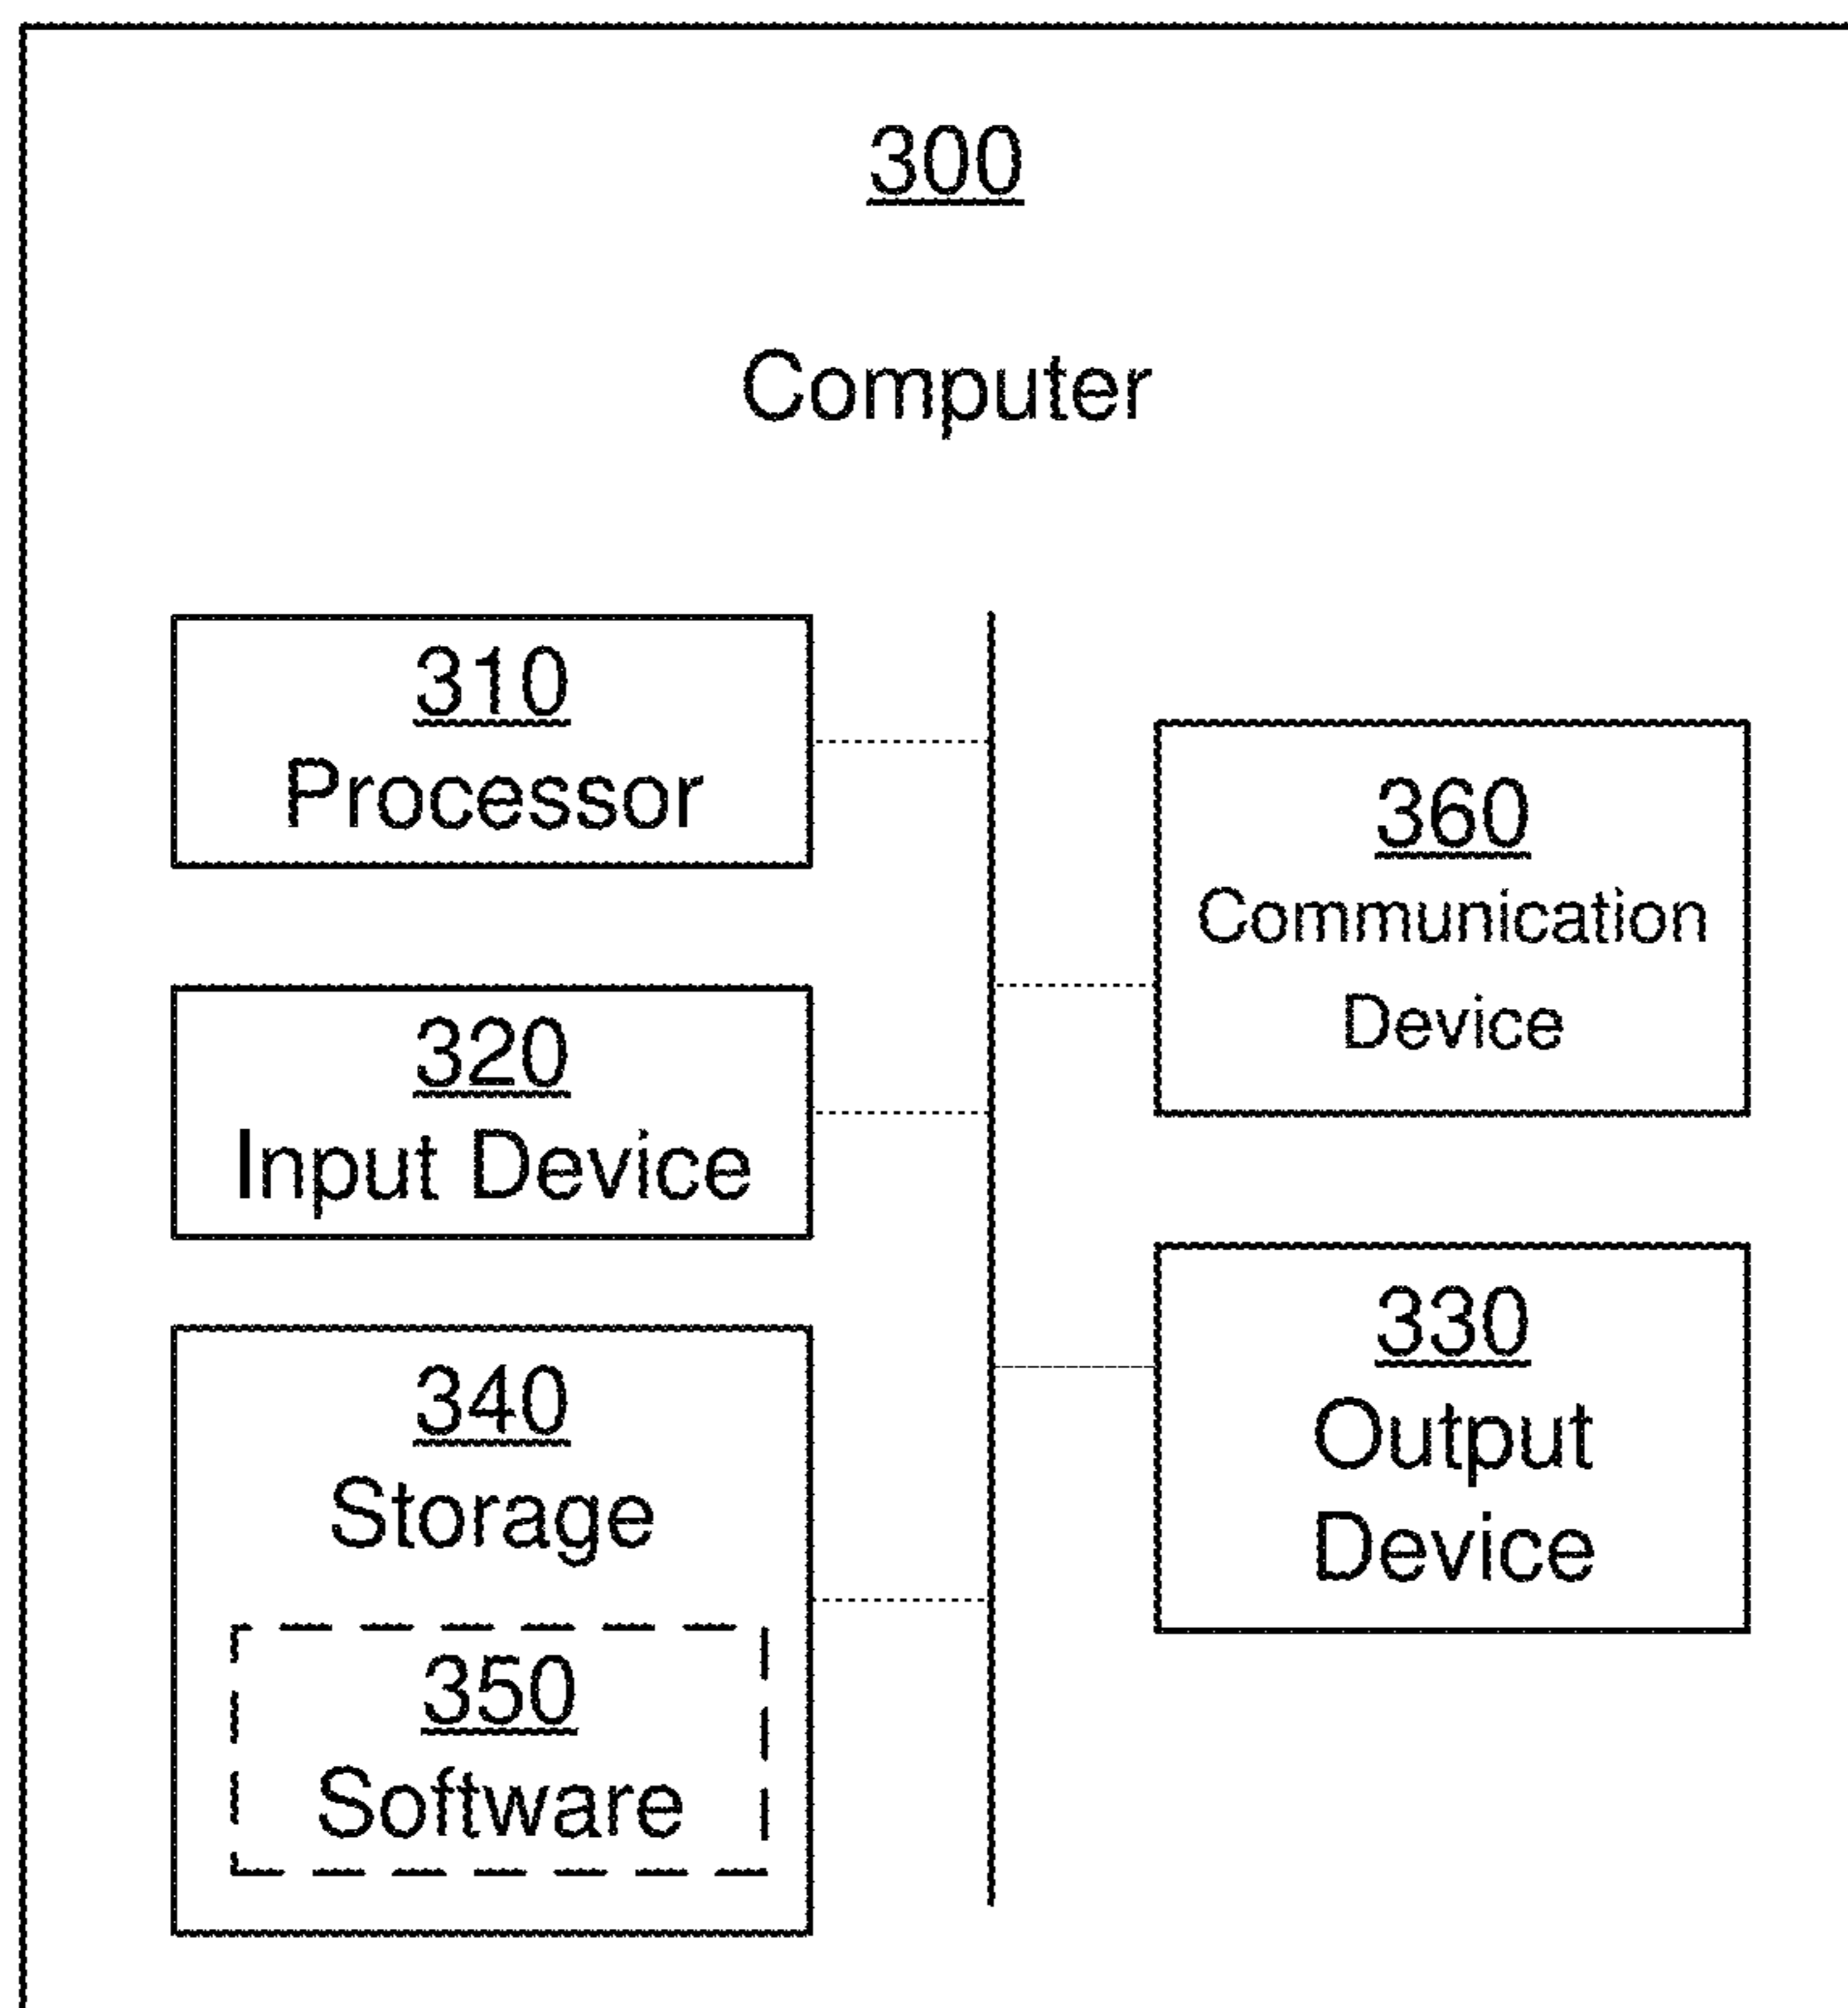 300
Computer
310
Processor
320
Input Device
340
Storage
350
Software
360
Communication
Device
330
Output
Device